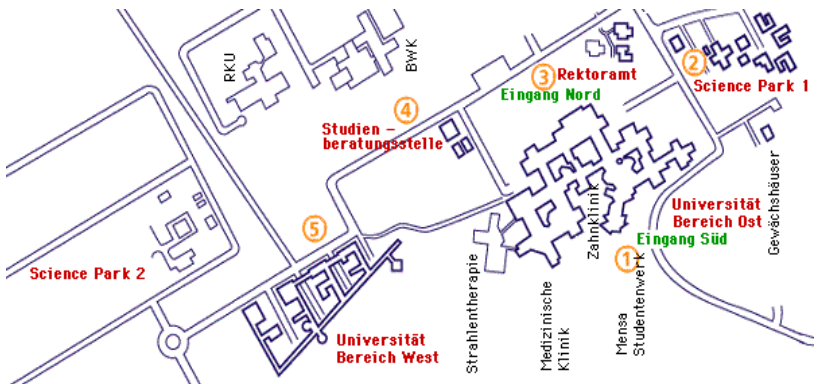 RKU
BWK
2
3
Rektoramt
Science Park 1
Eingang Nord
4
Studien –
beratungsstelle
Zahnklinik
Gewächshäuser
Universität
Bereich Ost
5
Eingang Süd
1
Science Park 2
Strahlentherapie
Medizinische
Klinik
Mensa
Studentenwerk
Universität
Bereich West